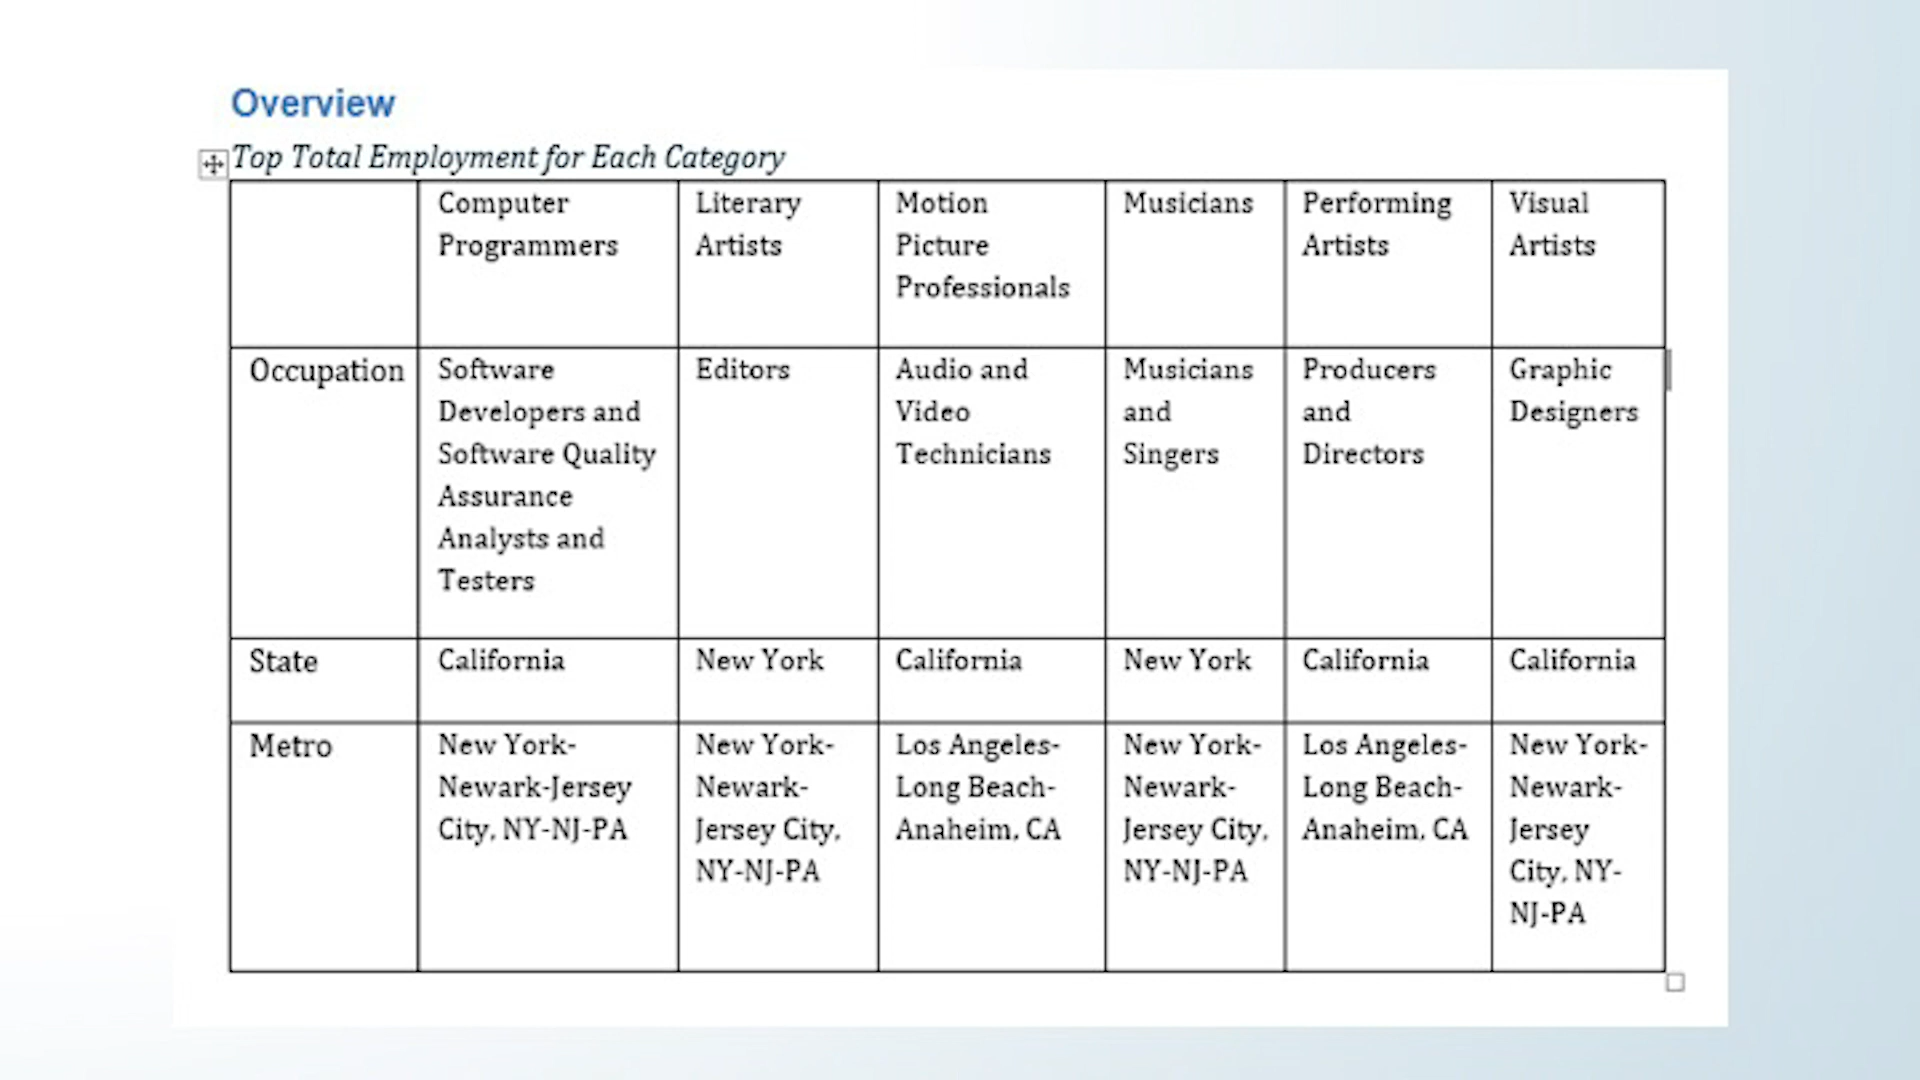 Overview
Top Total Employment for Each Category
Computer Programmers
Literary Artists
Motion Picture Professionals
Musicians
Performing Artists
Visual Artists
Occupation
Software Developers and Software Quality Assurance Analysts and Testers
Editors
Audio and Video Technicians
Musicians and Singers
Producers and Directors
Graphic Designers
State
California
New York
California
New York
California
California
Metro
New York-Newark-Jersey City, NY-NJ-PA
New York-Newark-Jersey City, NY-NJ-PA
Los Angeles-Long Beach-Anaheim, CA
New York-Newark-Jersey City, NY-NJ-PA
Los Angeles-Long Beach-Anaheim, CA
New York-Newark-Jersey City, NY-NJ-PA